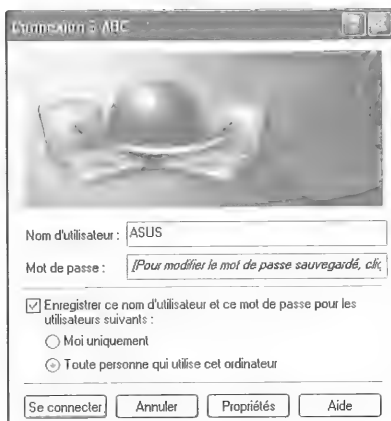 Connexion à ABC
Nom d'utilisateur : ASUS
Mot de passe : [Pour modifier le mot de passe sauvegardé, clic
Enregistrer ce nom d'utilisateur et ce mot de passe pour les
utilisateurs suivants :
Moi uniquement
Toute personne qui utilise cet ordinateur
Se connecter Annuler Propriétés Aide